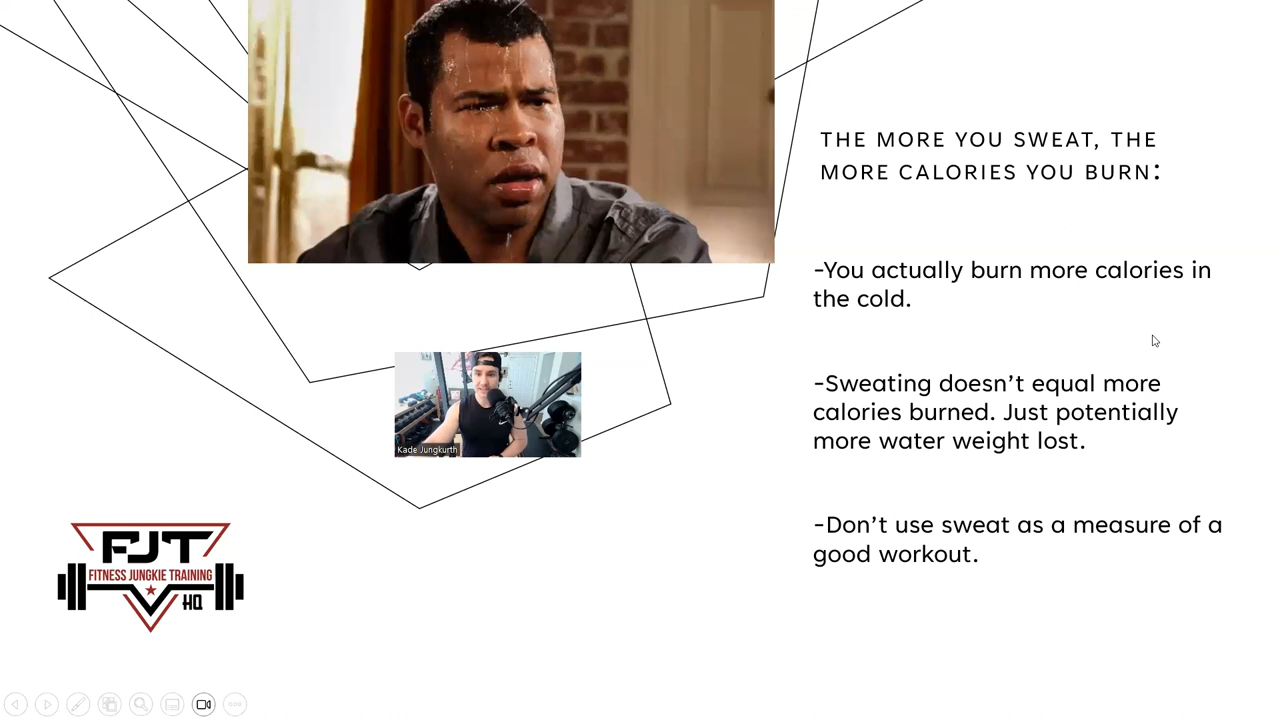 THE MORE YOU SWEAT, THE
MORE CALORIES YOU BURN:
-You actually burn more calories in
the cold.
-Sweating doesn't equal more
calories burned. Just potentially
more water weight lost.
-Don't use sweat as a measure of a
good workout.
Kade Jungkurth
FJT
FITNESS JUNGKIE TRAINING
HQ